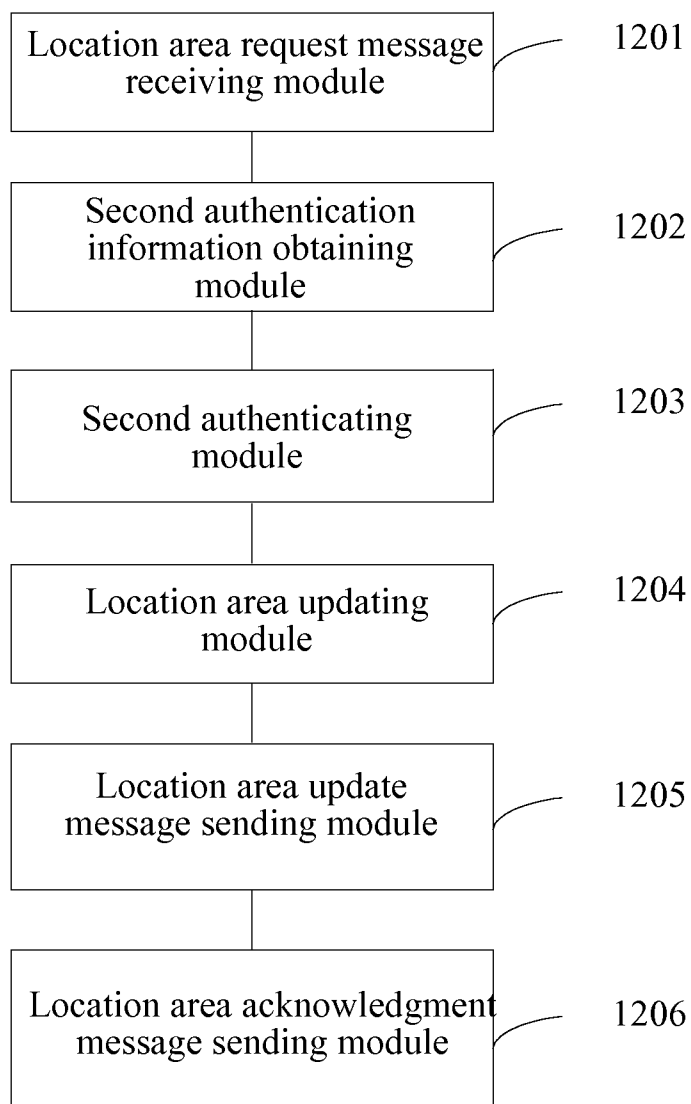 Location area request message
receiving module
1201
Second authentication
information obtaining
module
1202
Second authenticating
module
1203
Location area updating
module
1204
Location area update
message sending module
1205
Location area acknowledgment
message sending module
1206